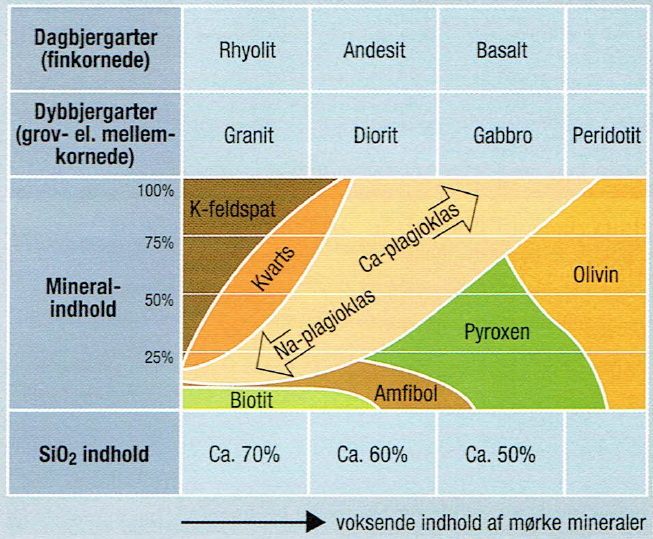 Dagbjergarter
(finkornede)
Rhyolit
Andesit
Basalt
Dybbjergarter
(grov- el. mellem-
kornede)
Granit
Diorit
Gabbro
Peridotit
Mineral-
indhold
100%
75%
50%
25%
K-feldspat
Kvarts
Ca-plagioklas
Na-plagioklas
Olivin
Pyroxen
Amfibol
Biotit
SiO₂ indhold
Ca. 70%
Ca. 60%
Ca. 50%
voksende indhold af mørke mineraler